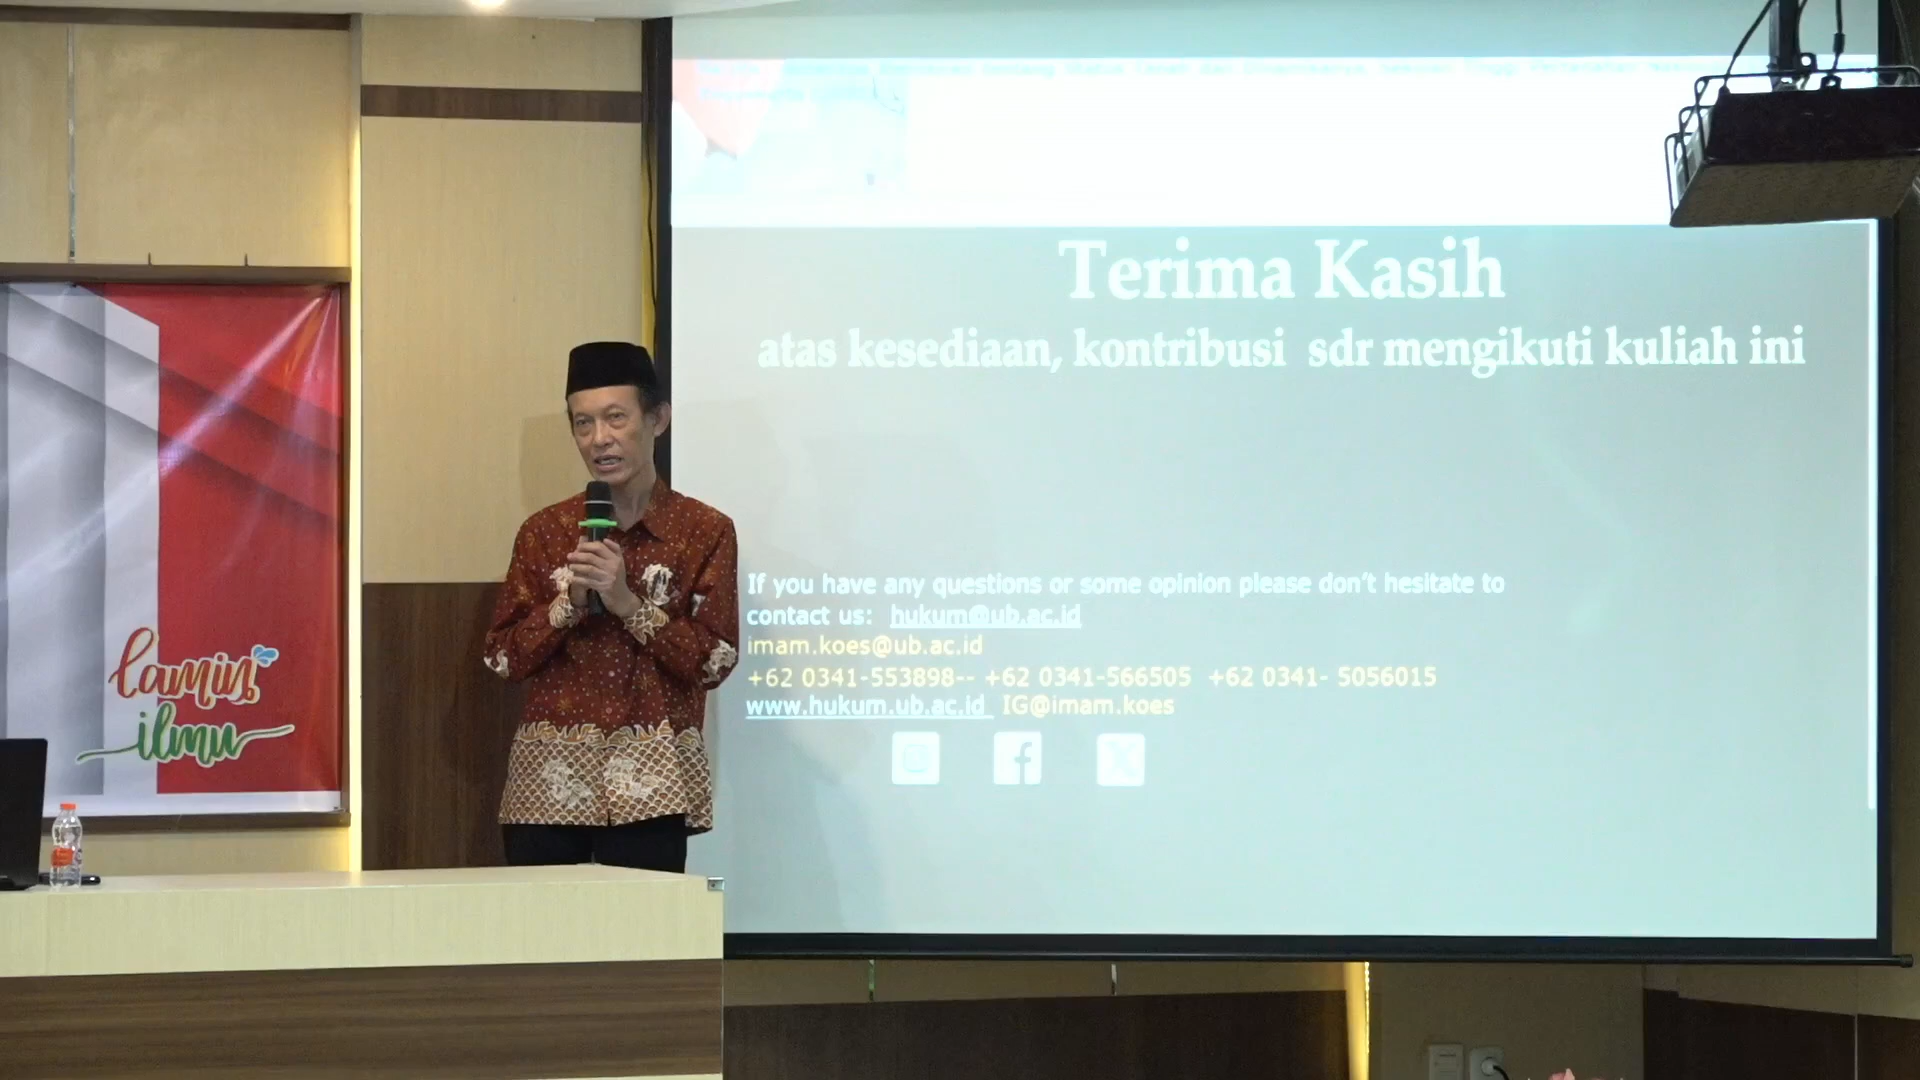 Terima Kasih
atas kesediaan, kontribusi sdr mengikuti kuliah ini
If you have any questions or some opinion please don't hesitate to
contact us: hukum@ub.ac.id
imam.koes@ub.ac.id
+62 0341-553898-- +62 0341-566505 +62 0341- 5056015
www.hukum.ub.ac.id IG@imam.koes
lamin
ilmu